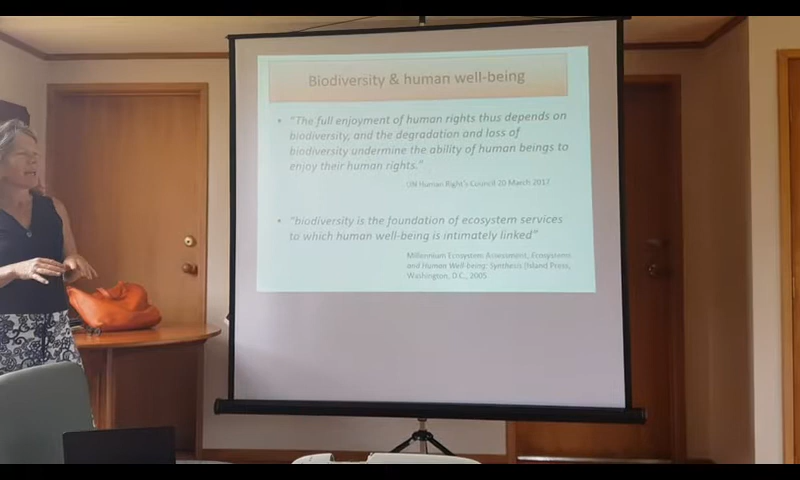 Biodiversity & human well-being
• "The full enjoyment of human rights thus depends on
biodiversity, and the degradation and loss of
biodiversity undermine the ability of human beings to
enjoy their human rights."
UN Human Right's Council 20 March 2017
• "biodiversity is the foundation of ecosystem services
to which human well-being is intimately linked"
Millennium Ecosystem Assessment, Ecosystems
and Human Well-being: Synthesis (Island Press,
Washington, D.C., 2005